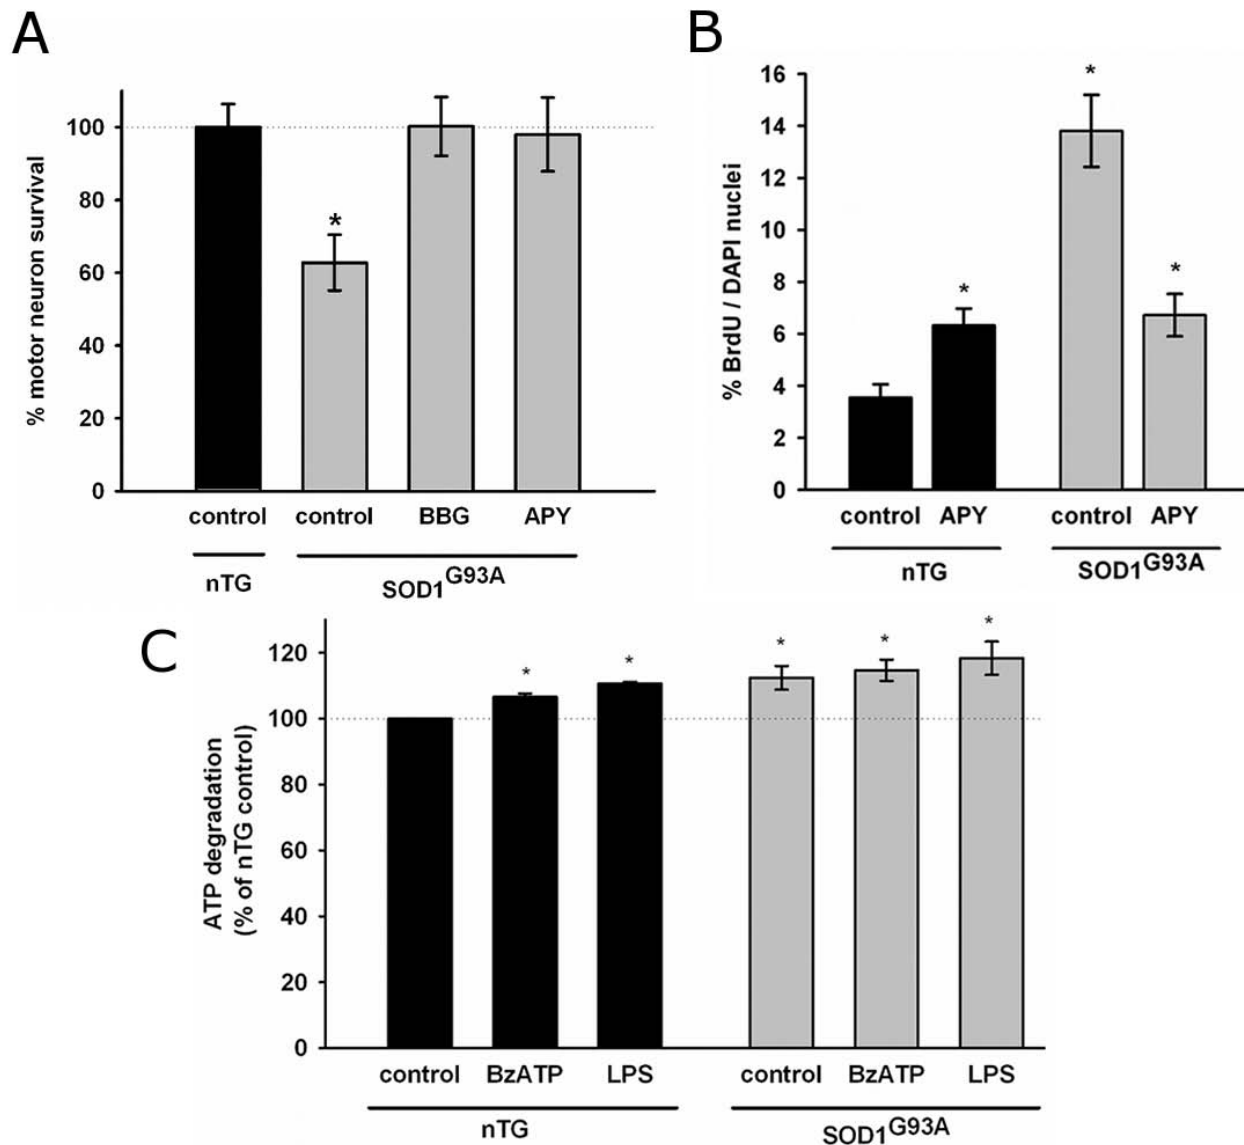 A
% motor neuron survival
100
80
60
40
20
0
*
control
control
BBG
APY
nTG
SOD1G93A
B
% BrdU / DAPI nuclei
16
14
12
10
8
6
4
2
0
*
*
*
control
APY
control
APY
nTG
SOD1G93A
C
ATP degradation
(% of nTG control)
120
100
80
60
40
20
0
*
*
*
*
*
control
BzATP
LPS
control
BzATP
LPS
nTG
SOD1G93A